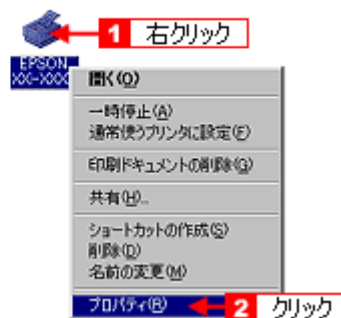 1 右クリック
EPSON
XX-XXXX
開く(O)
一時停止(A)
通常使うプリンタに設定(F)
印刷ドキュメントの削除(G)
共有(H)...
ショートカットの作成(S)
削除(D)
名前の変更(M)
プロパティ(R)
2 クリック